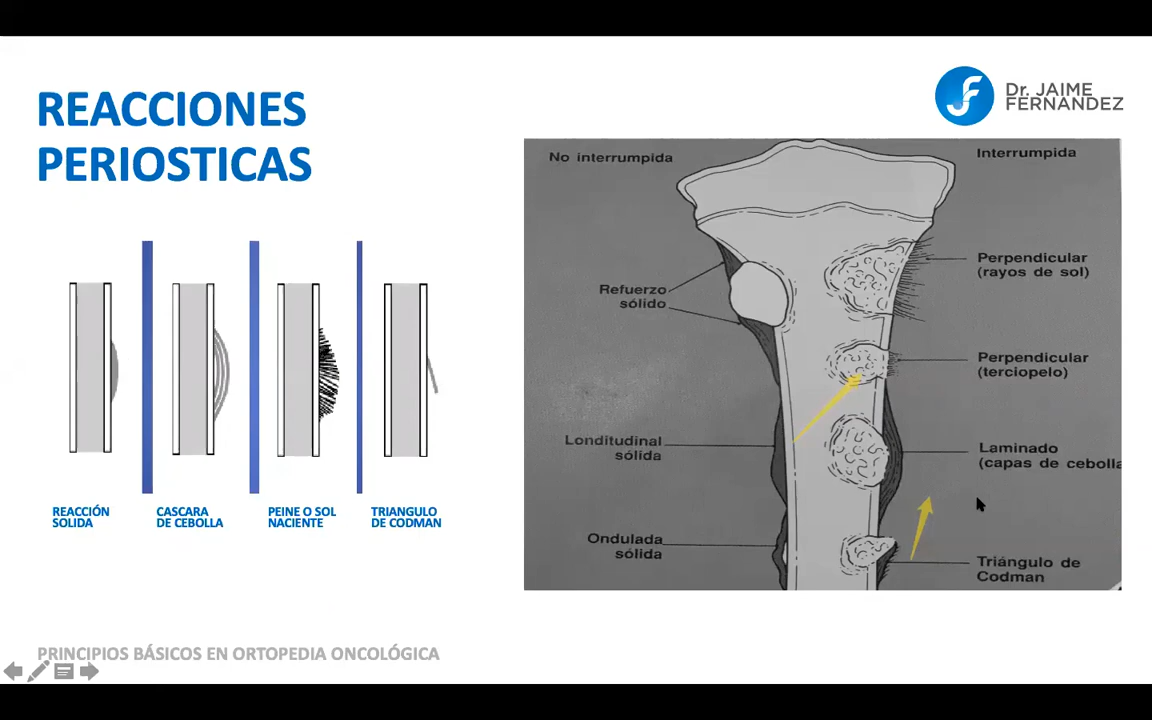 REACCIONES
PERIOSTICAS
Dr. JAIME
FERNANDEZ
REACCIÓN
SOLIDA
CASCARA
DE CEBOLLA
PEINE O SOL
NACIENTE
TRIANGULO
DE CODMAN
No interrumpida
Interrumpida
Refuerzo
sólido
Londitudinal
sólida
Ondulada
sólida
Perpendicular
(rayos de sol)
Perpendicular
(terciopelo)
Laminado
(capas de cebolla
Triángulo de
Codman
PRINCIPIOS BÁSICOS EN ORTOPEDIA ONCOLÓGICA